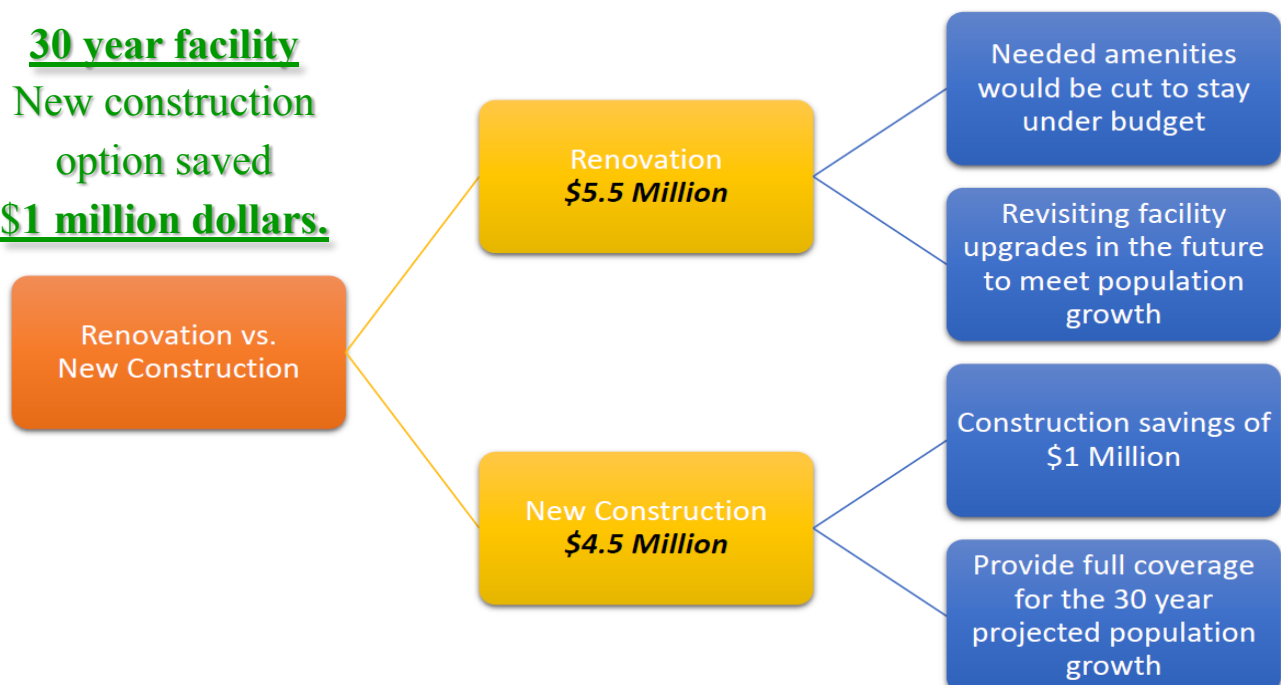 30 year facility
New construction
option saved
$1 million dollars.
Renovation vs.
New Construction
Renovation
$5.5 Million
Needed amenities
would be cut to stay
under budget
Revisiting facility
upgrades in the future
to meet population
growth
New Construction
$4.5 Million
Construction savings of
$1 Million
Provide full coverage
for the 30 year
projected population
growth